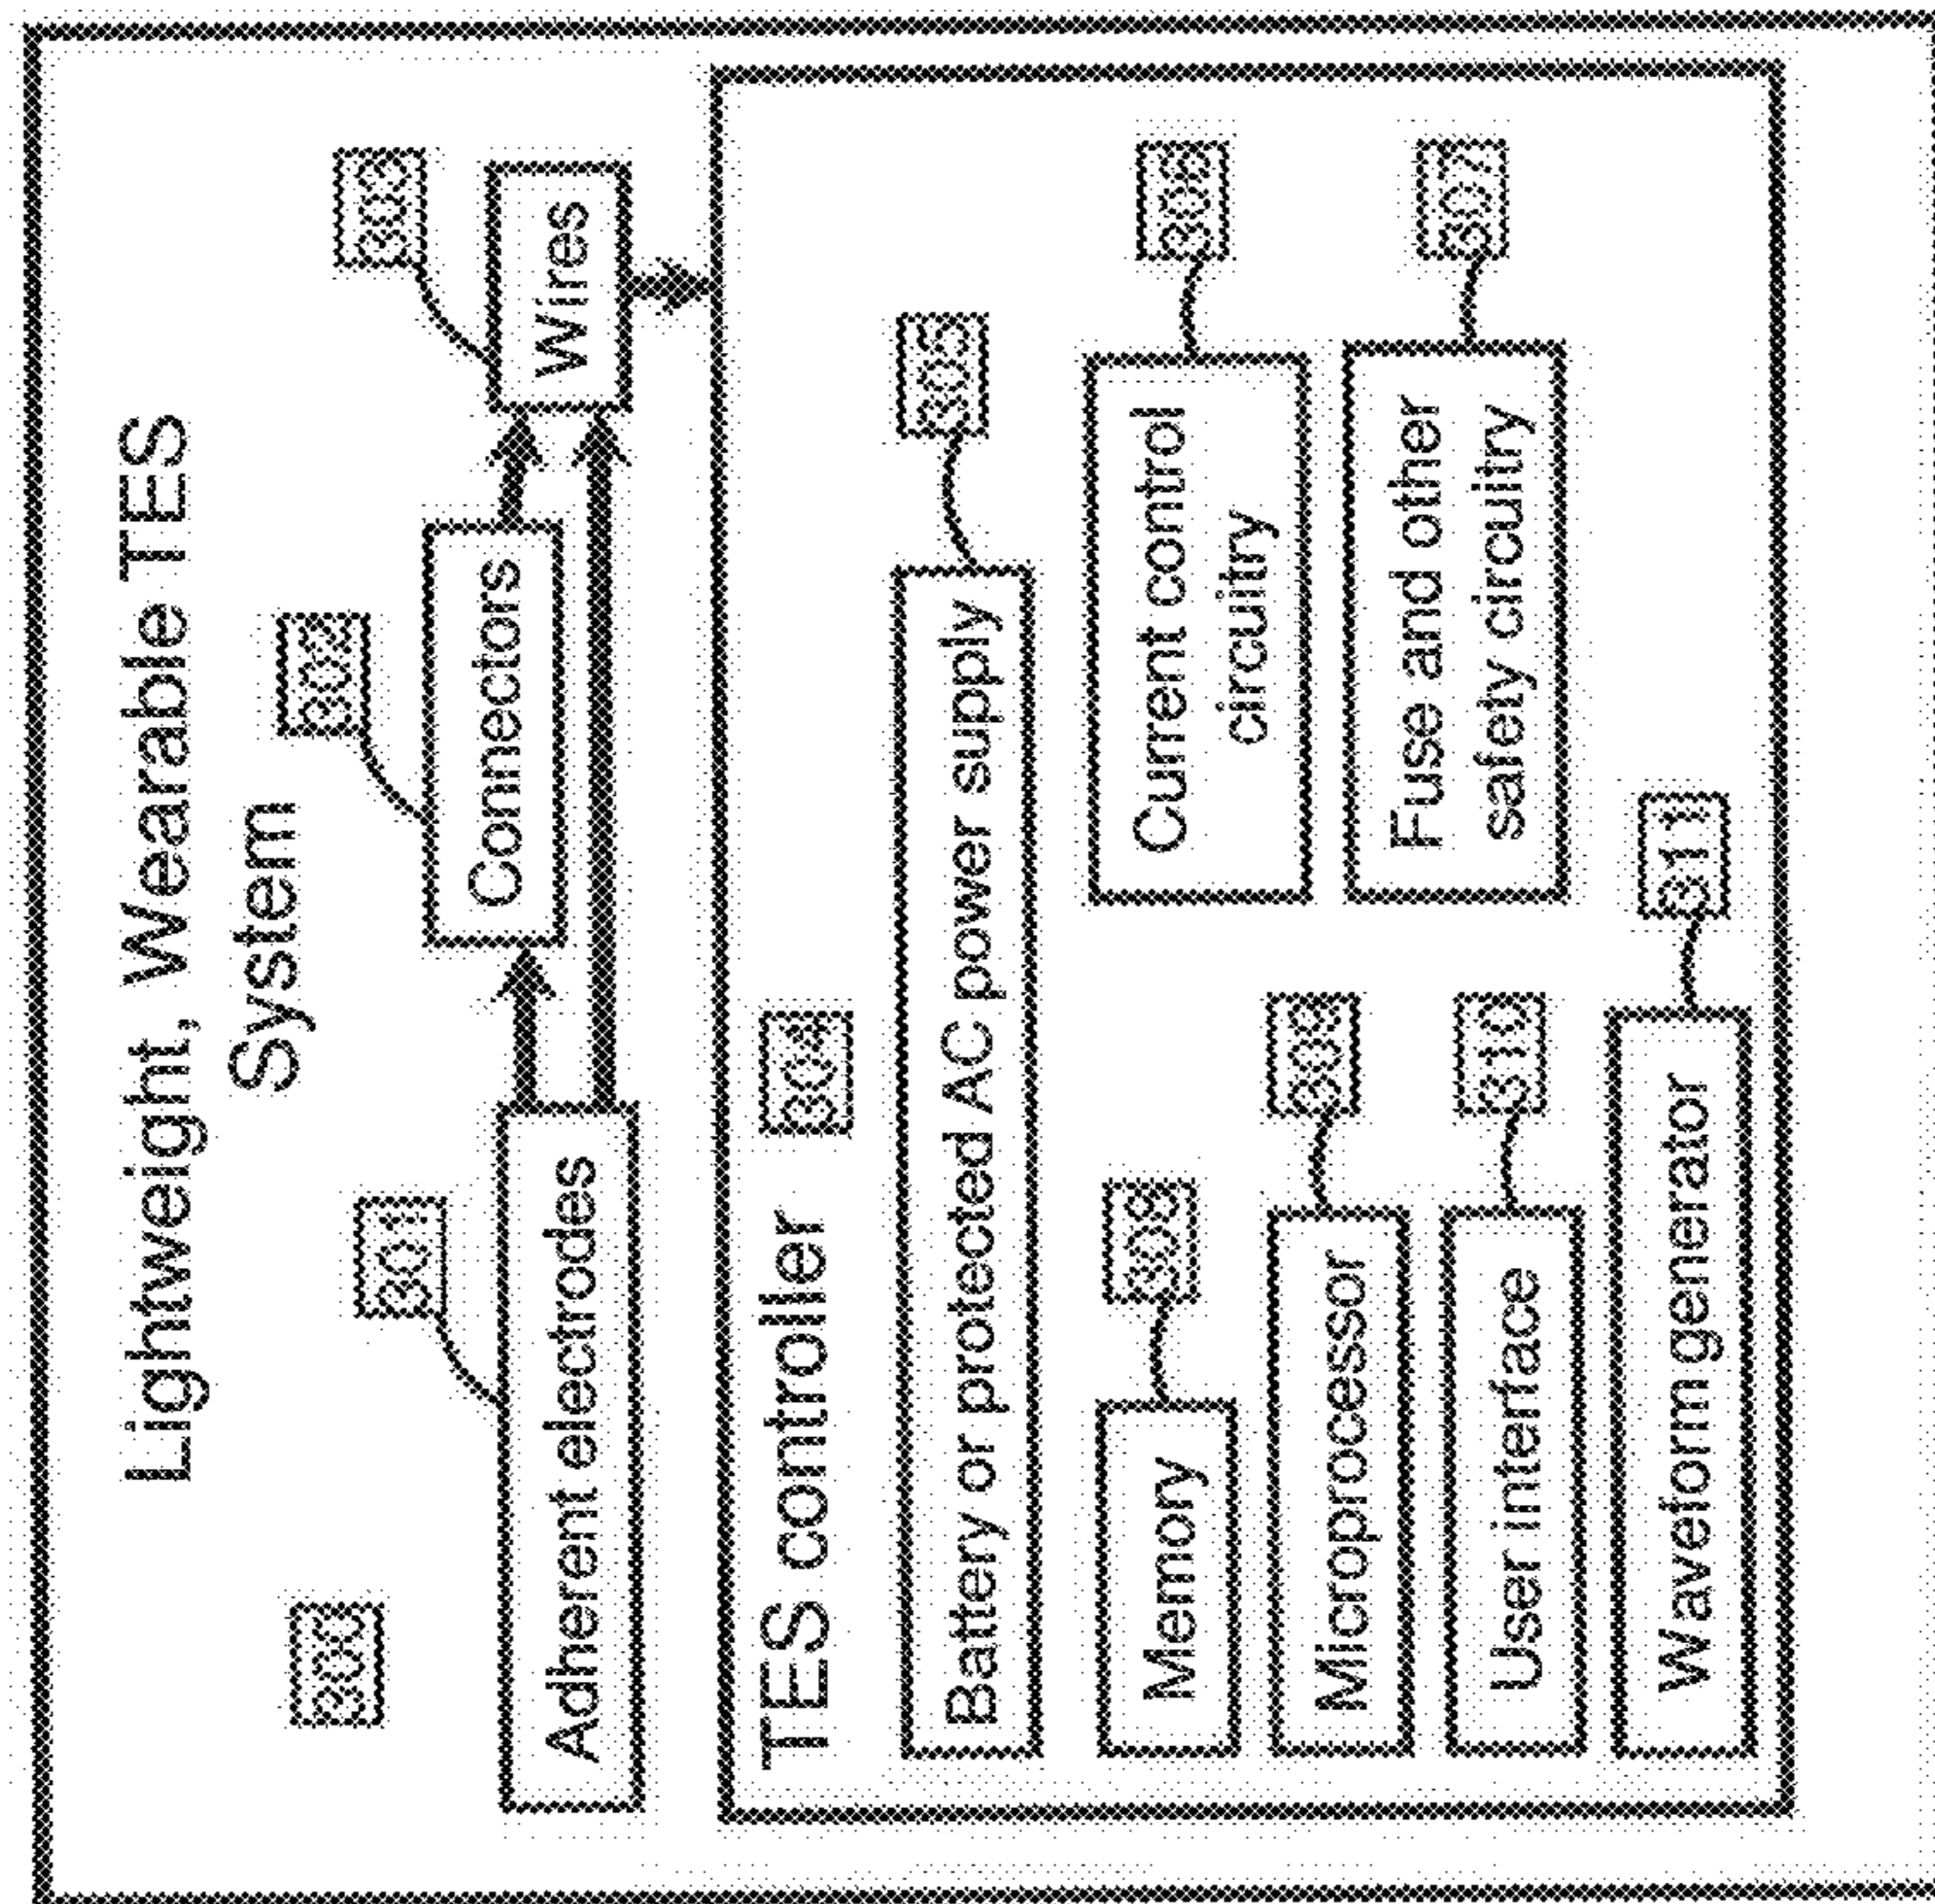 Lightweight, Wearable TES
System
300
301
302
303
Adherent electrodes
Connectors
Wires
TES controller
304
305
Battery or protected AC power supply
Memory
Microprocessor
309
User interface
310
Waveform generator
311
Current control
circuitry
Fuse and other
safety circuitry
307